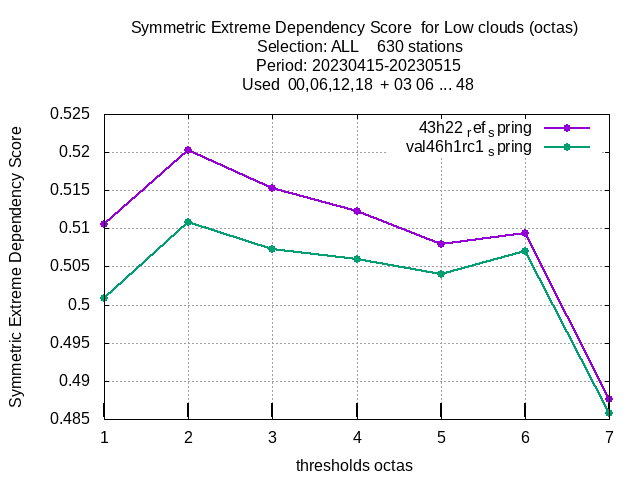 Symmetric Extreme Dependency Score  for Low clouds (octas)
Selection: ALL    630 stations
Period: 20230415-20230515
Used  00,06,12,18  + 03 06 ... 48
43h22 ref spring
val46h1rc1 spring
Symmetric Extreme Dependency Score
0.525
0.52
0.515
0.51
0.505
0.5
0.495
0.49
0.485
1 2 3 4 5 6 7
thresholds octas